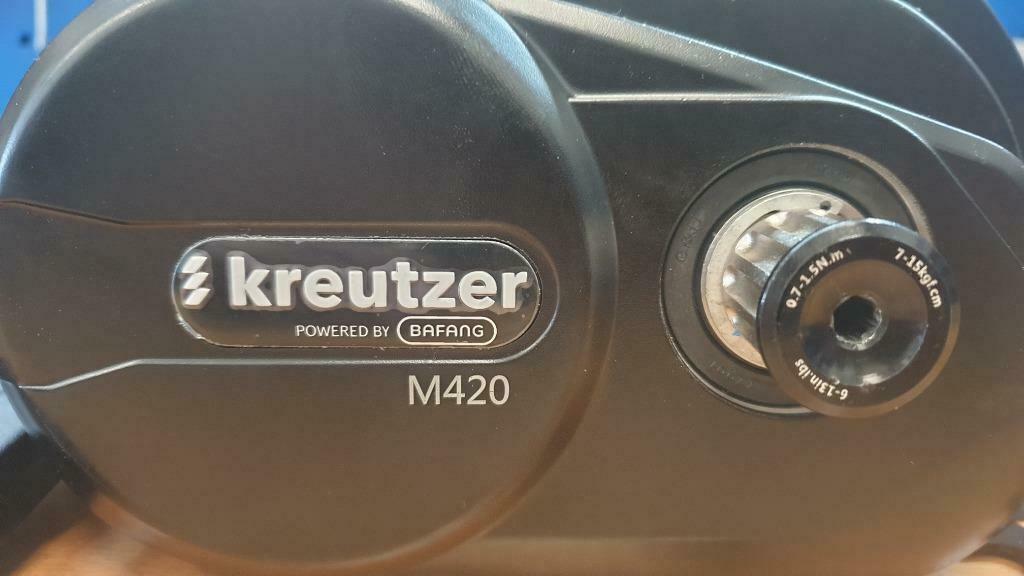 kreutzer
POWERED BY BAFANG
M420
0.7-1.5N.m
7-15kgf.cm
6-13in lbs